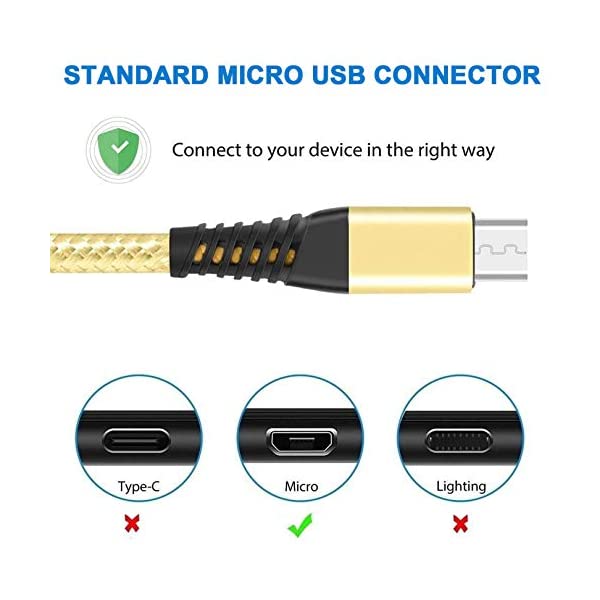 STANDARD MICRO USB CONNECTOR
Connect to your device in the right way
Type-C
Micro
Lighting